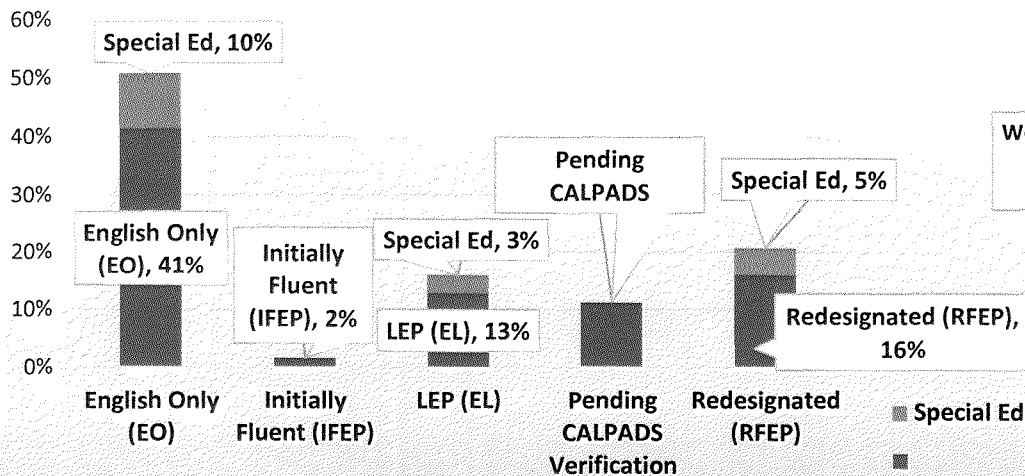 60%
50%
40%
30%
20%
10%
0%
Special Ed, 10%
English Only
(EO), 41%
Initially
Fluent
(IFEP), 2%
Special Ed, 3%
LEP (EL), 13%
Pending
CALPADS
Special Ed, 5%
Redesignated (RFEP),
16%
English Only
(EO)
Initially
Fluent (IFEP)
LEP (EL)
Pending
CALPADS
Verification
Redesignated
(RFEP)
Special Ed